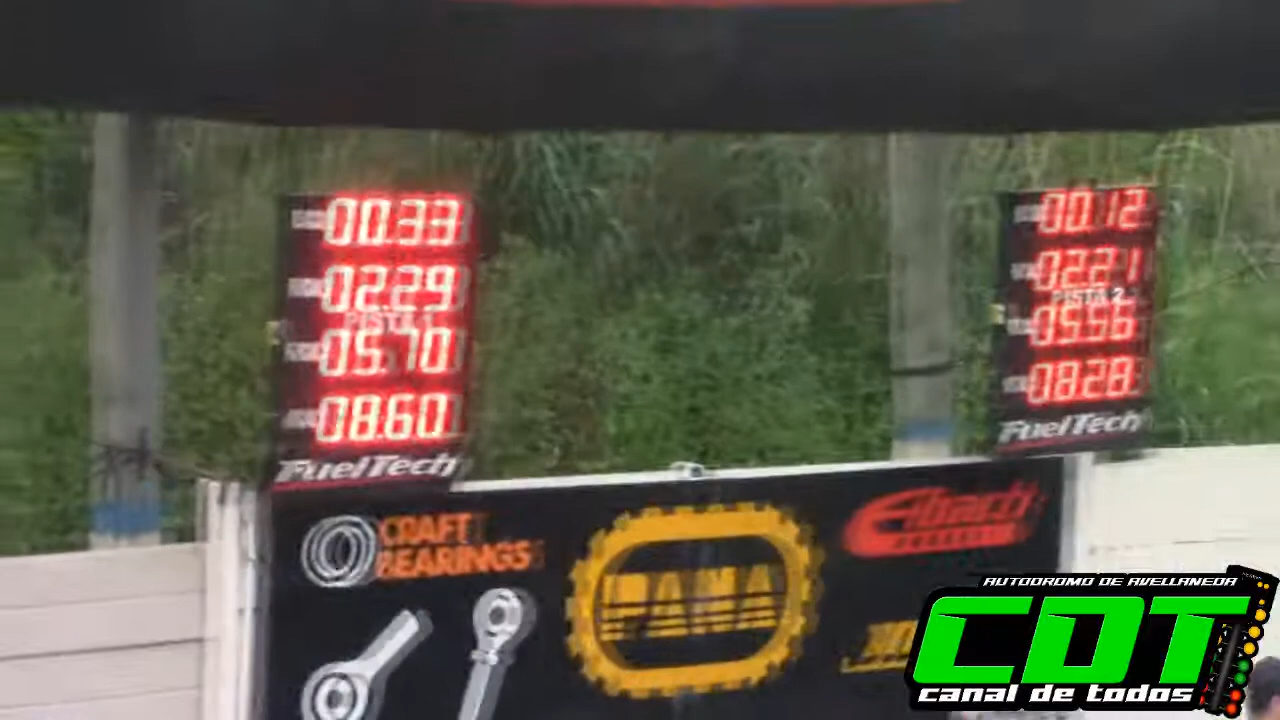 00.33
02.29
PISTA 1
05.70
08.60
FuelTech
00.12
02.21
PISTA 2
05.56
08.28
FuelTech
CRAFT
BEARINGS
AUTODROMO DE AVELLANEDA
CDT
canal de todos